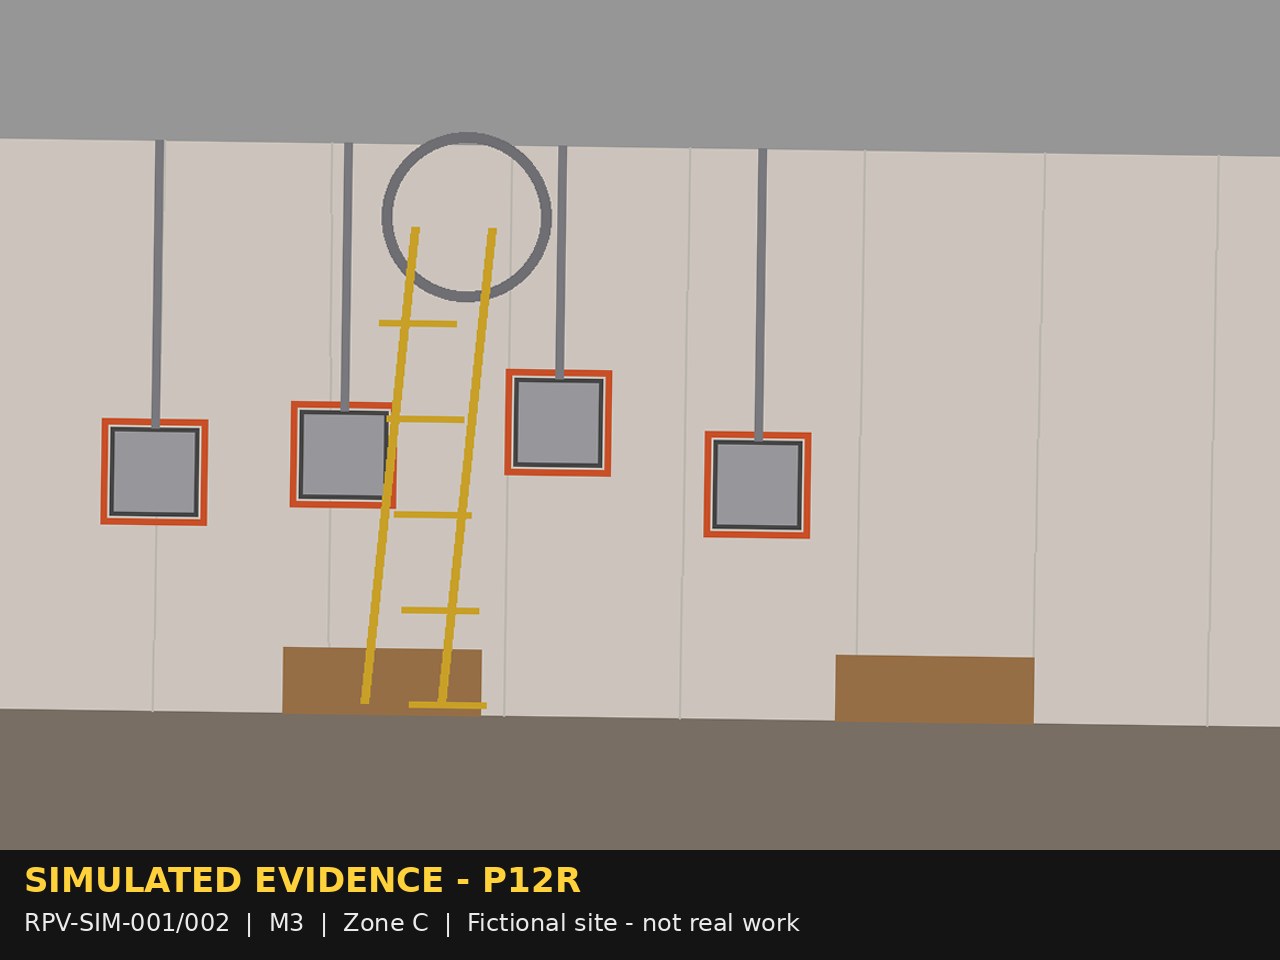 SIMULATED EVIDENCE - P12R
RPV-SIM-001/002 | M3 | Zone C | Fictional site - not real work